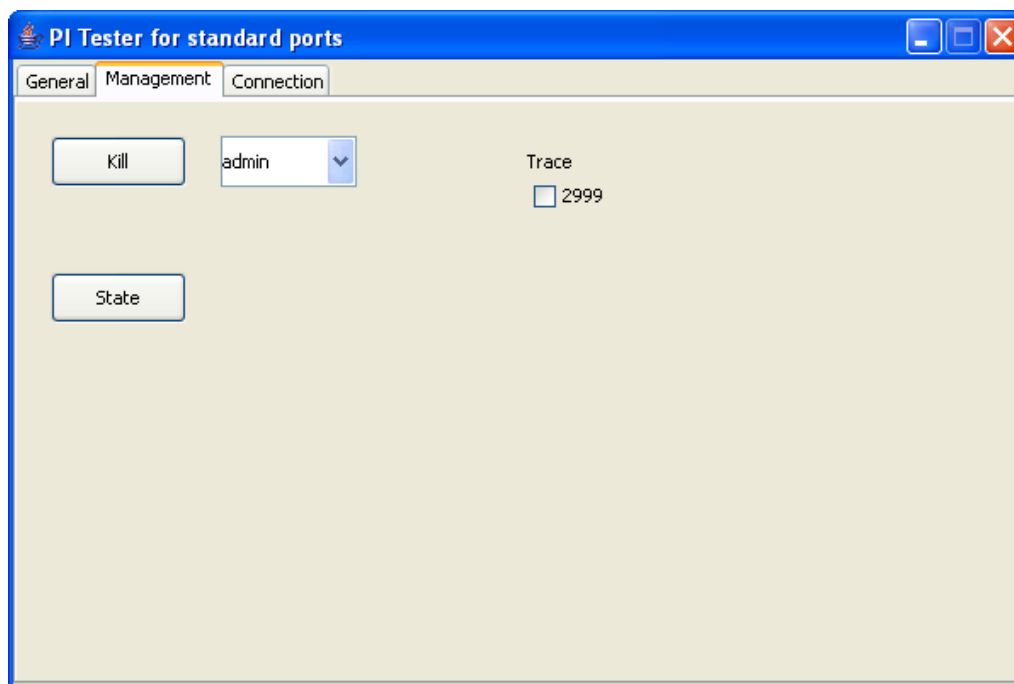 PI Tester for standard ports
General Management Connection
Kill admin Trace
2999
State